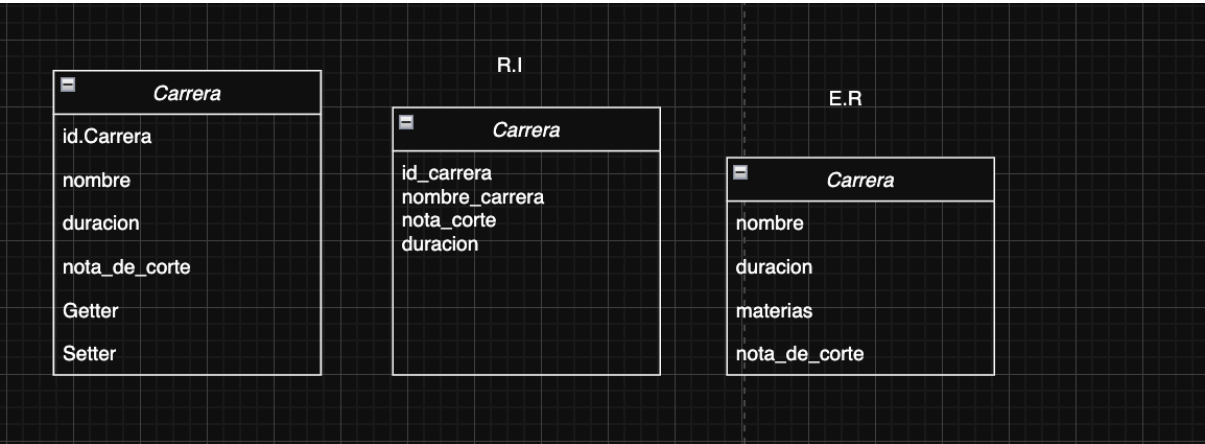 Carrera
id.Carrera
nombre
duracion
nota_de_corte
Getter
Setter
R.I
Carrera
id_carrera
nombre_carrera
nota_corte
duracion
E.R
Carrera
nombre
duracion
materias
nota_de_corte